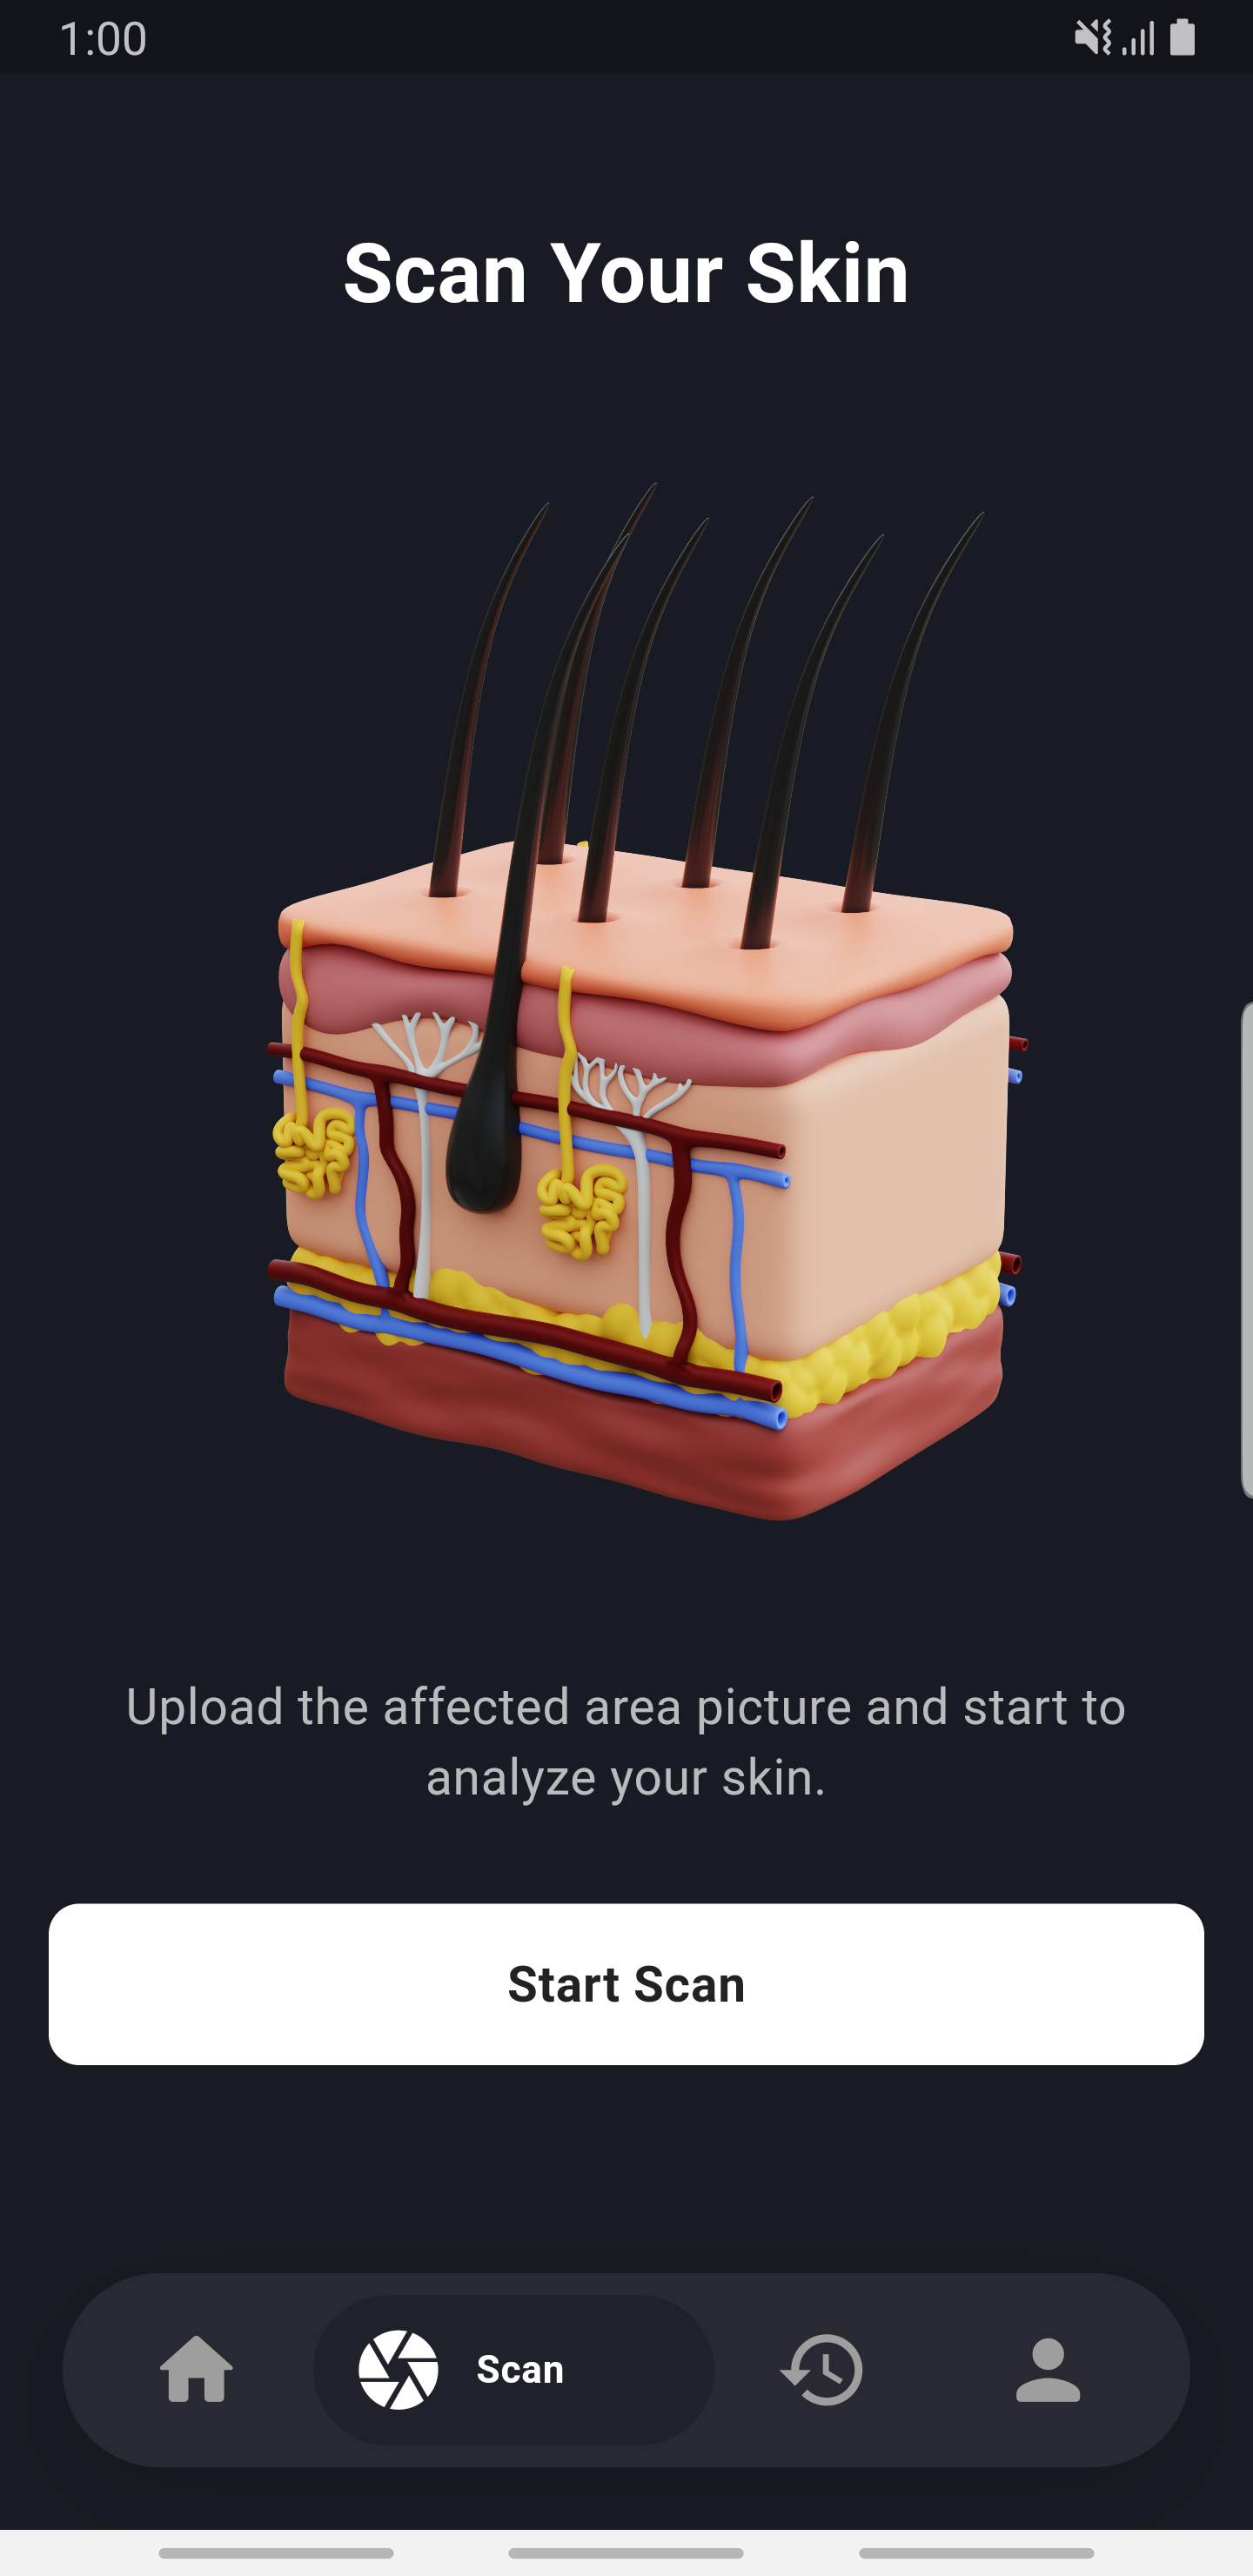 1:00
Scan Your Skin
Upload the affected area picture and start to
analyze your skin.
Start Scan
Scan